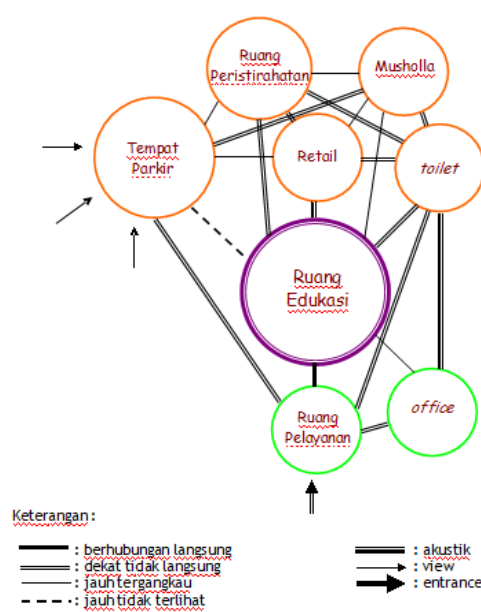 Ruang
Peristirahatan
Musholla
Tempat
Parkir
Retail
toilet
Ruang
Edukasi
Ruang
Pelayanan
office
Keterangan :
: berhubungan langsung
: dekat tidak langsung
: jauh tergangkau
: jauh tidak terlihat
: akustik
: view
: entrance